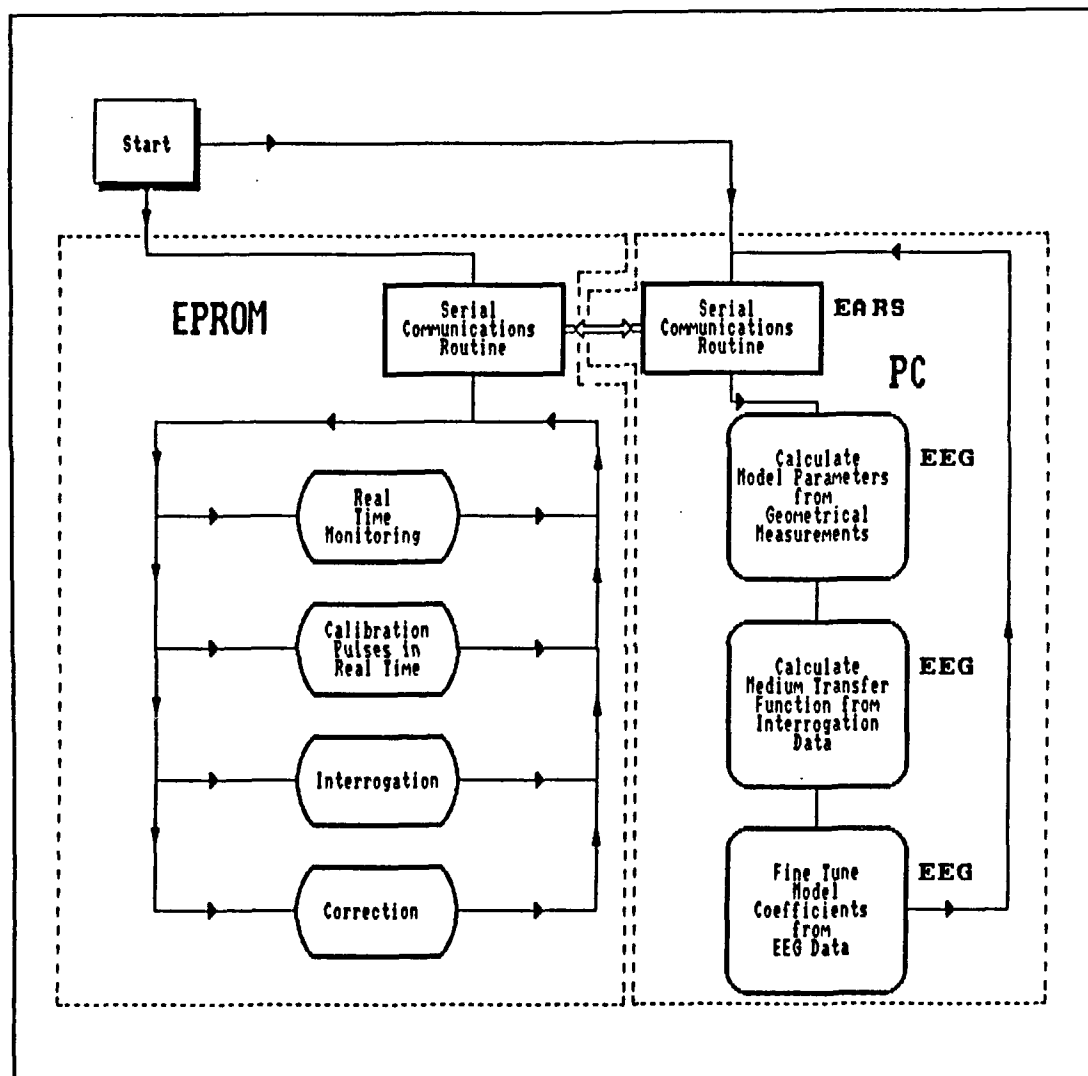 Start
EPROM
Serial
Communications
Routine
Serial
Communications
Routine
EARS
PC
Real
Time
Monitoring
Calibration
Pulses in
Real Time
Interrogation
Correction
Calculate
Model Parameters
from
Geometrical
Measurements
EEG
Calculate
Medium Transfer
Function from
Interrogation
Data
EEG
Fine Tune
Model
Coefficients
from
EEG Data
EEG